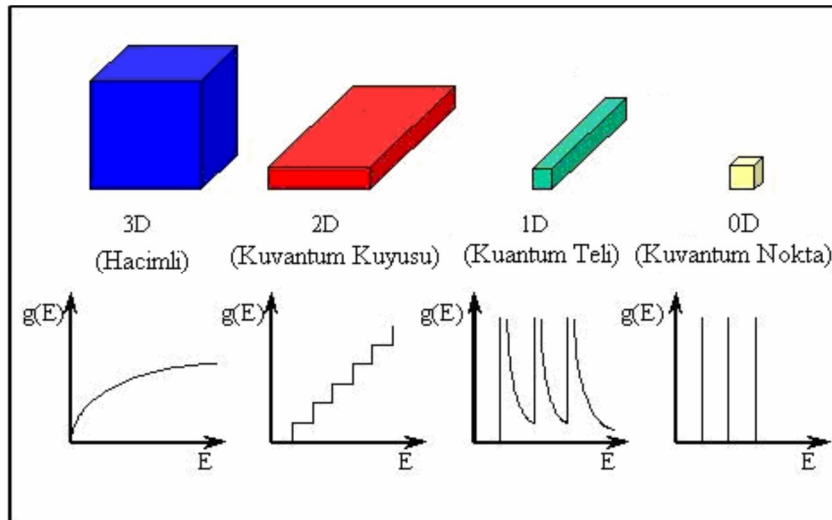 3D
(Hacimli)
2D
(Kuvantum Kuyusu)
1D
(Kuantum Teli)
0D
(Kuvantum Nokta)
g(E)
E
g(E)
E
g(E)
E
g(E)
E